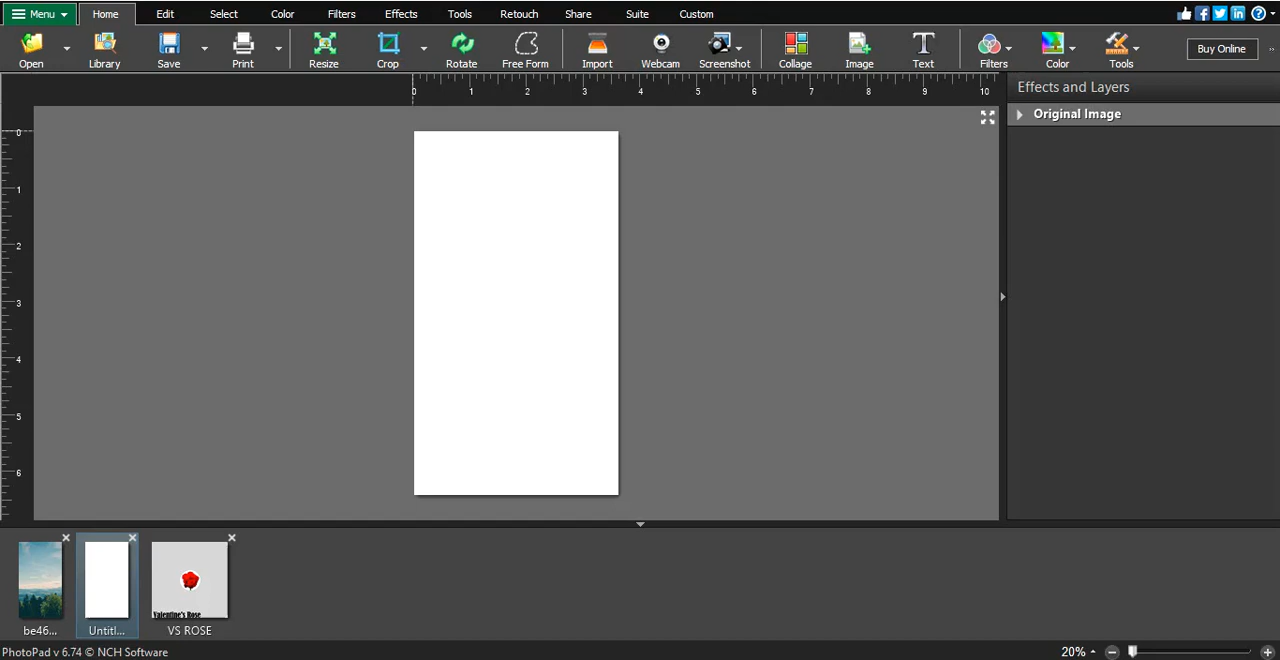 Menu Home Edit Select Color Filters Effects Tools Retouch Share Suite Custom
Open Library Save Print Resize Crop Rotate Free Form Import Webcam Screenshot Collage Image Text Filters Color Tools Buy Online
0 1 2 3 4 5 6 7 8 9 10
Effects and Layers
Original Image
0
1
2
3
4
5
6
Valentine's Rose
be46... Untitl... VS ROSE
PhotoPad v 6.74 © NCH Software 20%